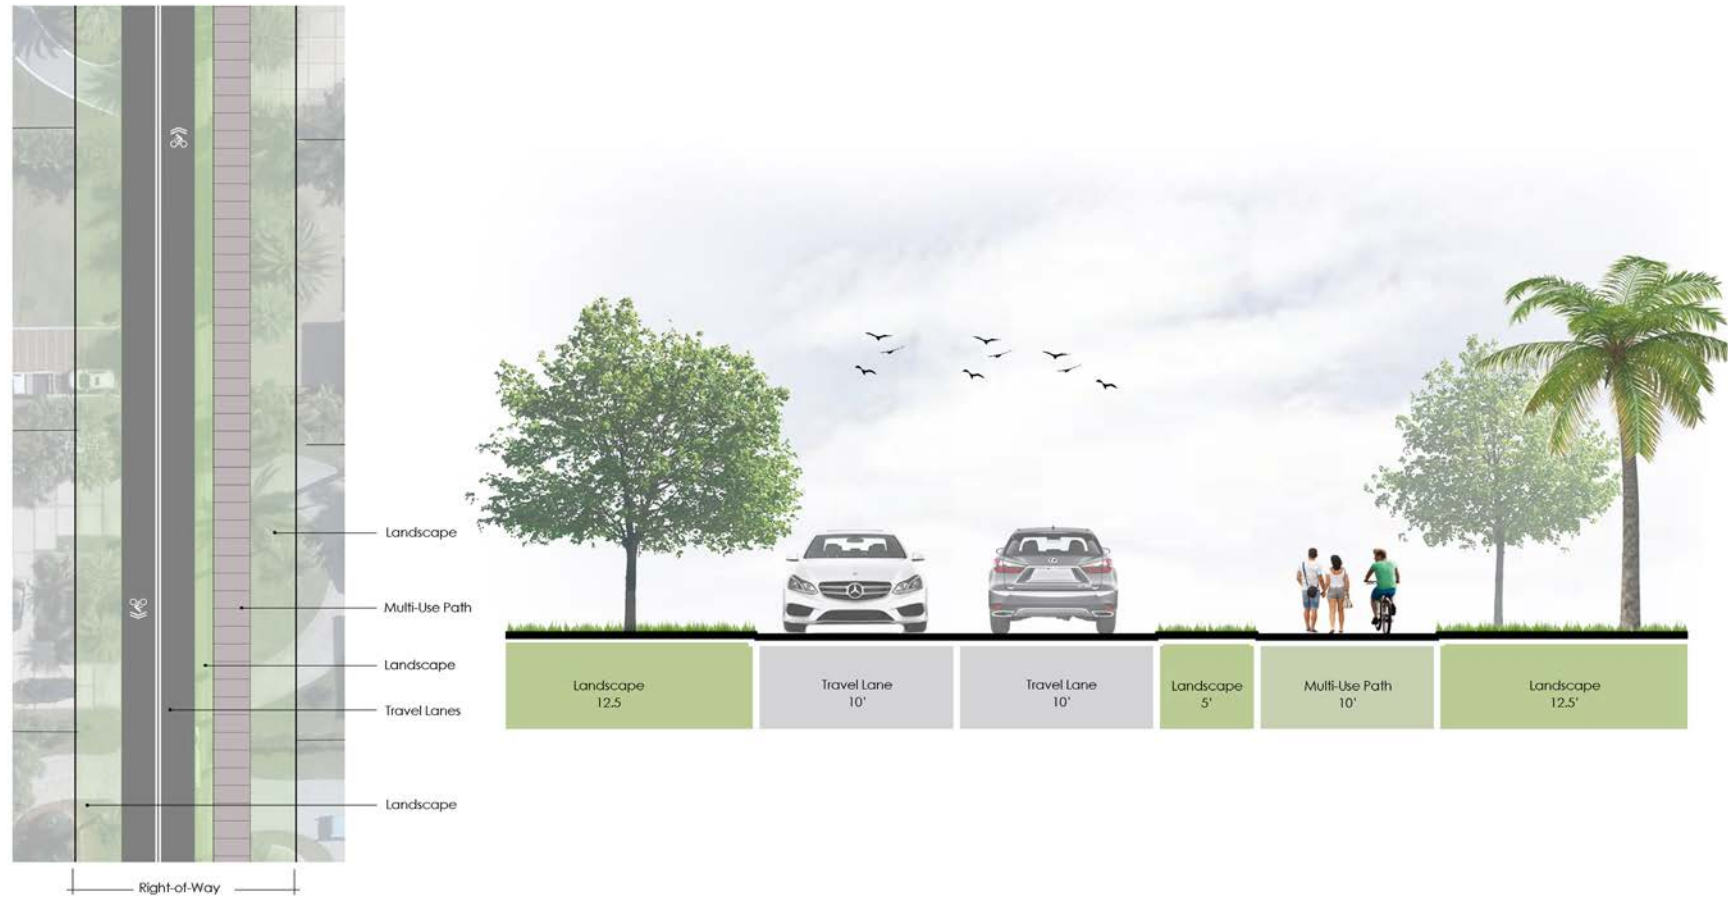 Landscape
Multi-Use Path
Landscape
Travel Lanes
Landscape
Right-of-Way
Landscape
12.5
Travel Lane
10'
Travel Lane
10'
Landscape
5'
Multi-Use Path
10'
Landscape
12.5'